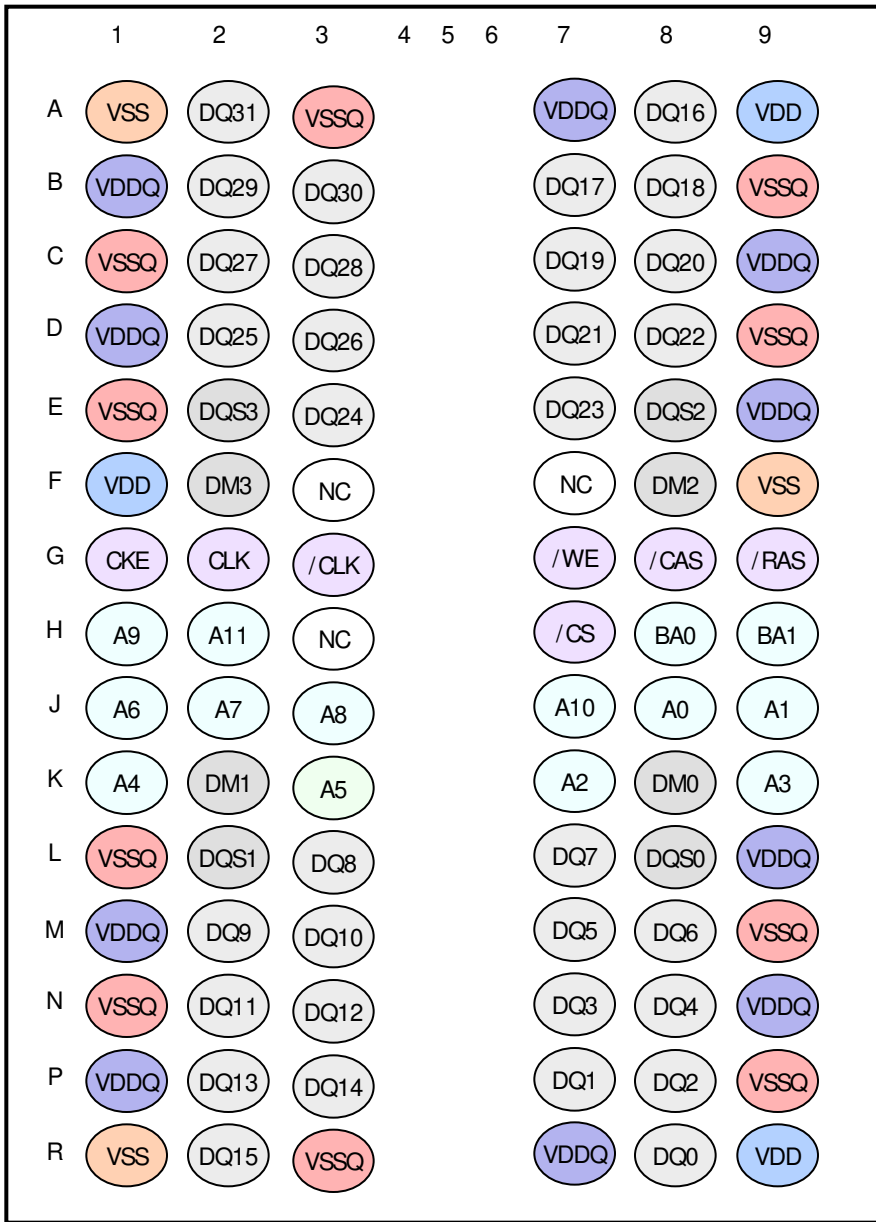 1 2 3 4 5 6 7 8 9
A VSS DQ31 VSSQ VDDQ DQ16 VDD
B VDDQ DQ29 DQ30 DQ17 DQ18 VSSQ
C VSSQ DQ27 DQ28 DQ19 DQ20 VDDQ
D VDDQ DQ25 DQ26 DQ21 DQ22 VSSQ
E VSSQ DQS3 DQ24 DQ23 DQS2 VDDQ
F VDD DM3 NC NC DM2 VSS
G CKE CLK /CLK /WE /CAS /RAS
H A9 A11 NC /CS BA0 BA1
J A6 A7 A8 A10 A0 A1
K A4 DM1 A5 A2 DM0 A3
L VSSQ DQS1 DQ8 DQ7 DQS0 VDDQ
M VDDQ DQ9 DQ10 DQ5 DQ6 VSSQ
N VSSQ DQ11 DQ12 DQ3 DQ4 VDDQ
P VDDQ DQ13 DQ14 DQ1 DQ2 VSSQ
R VSS DQ15 VSSQ VDDQ DQ0 VDD